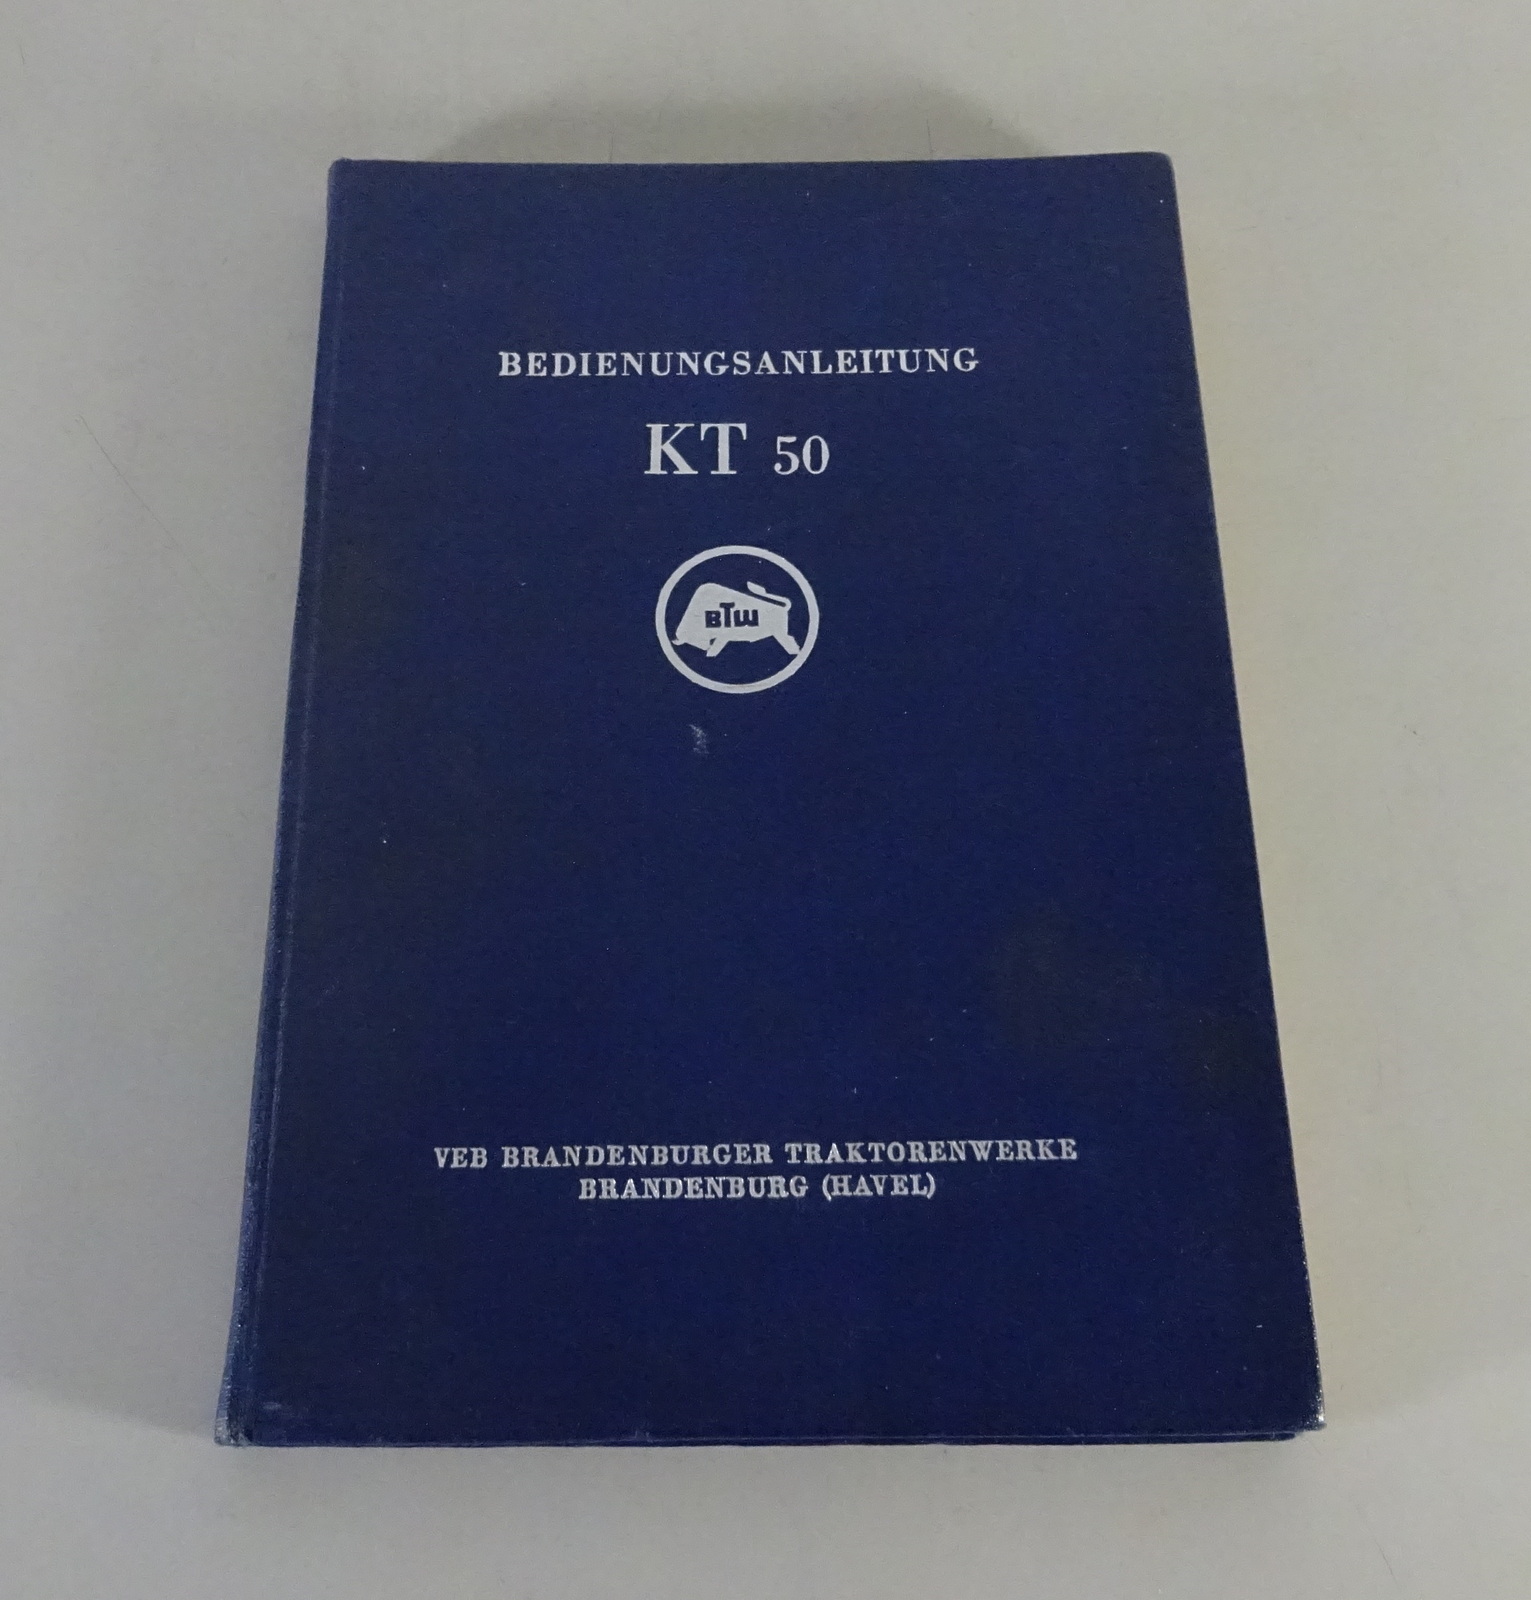 BEDIENUNGSANLEITUNG
KT 50
BTW
VEB BRANDENBURGER TRAKTORENWERKE
BRANDENBURG (HAVEL)